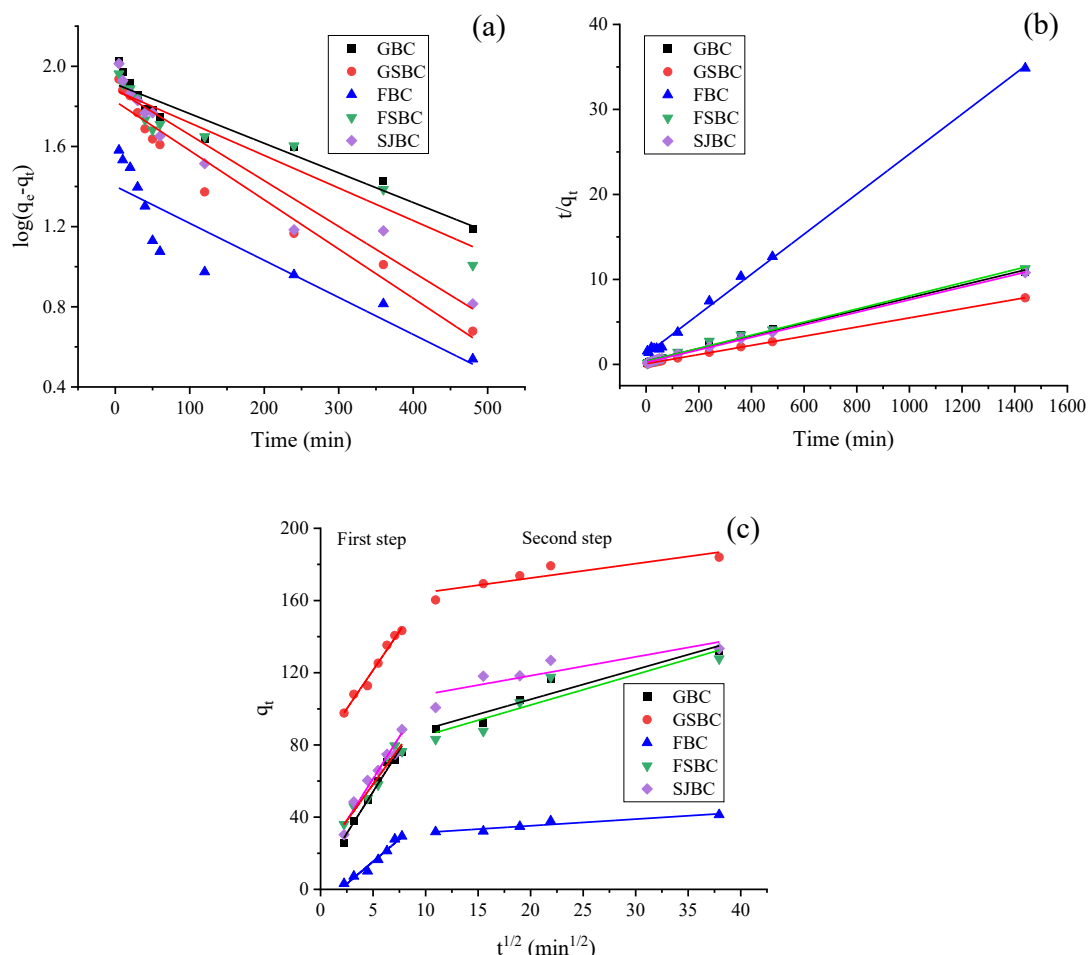 (a)
log(qe-qt)
2.0
1.6
1.2
0.8
0.4
GBC
GSBC
FBC
FSBC
SJBC
0 100 200 300 400 500
Time (min)
(b)
t/qt
40
30
20
10
0
GBC
GSBC
FBC
FSBC
SJBC
0 200 400 600 800 1000 1200 1400 1600
Time (min)
(c)
First step Second step
qt
200
160
120
80
40
0
GBC
GSBC
FBC
FSBC
SJBC
0 5 10 15 20 25 30 35 40
t1/2 (min1/2)